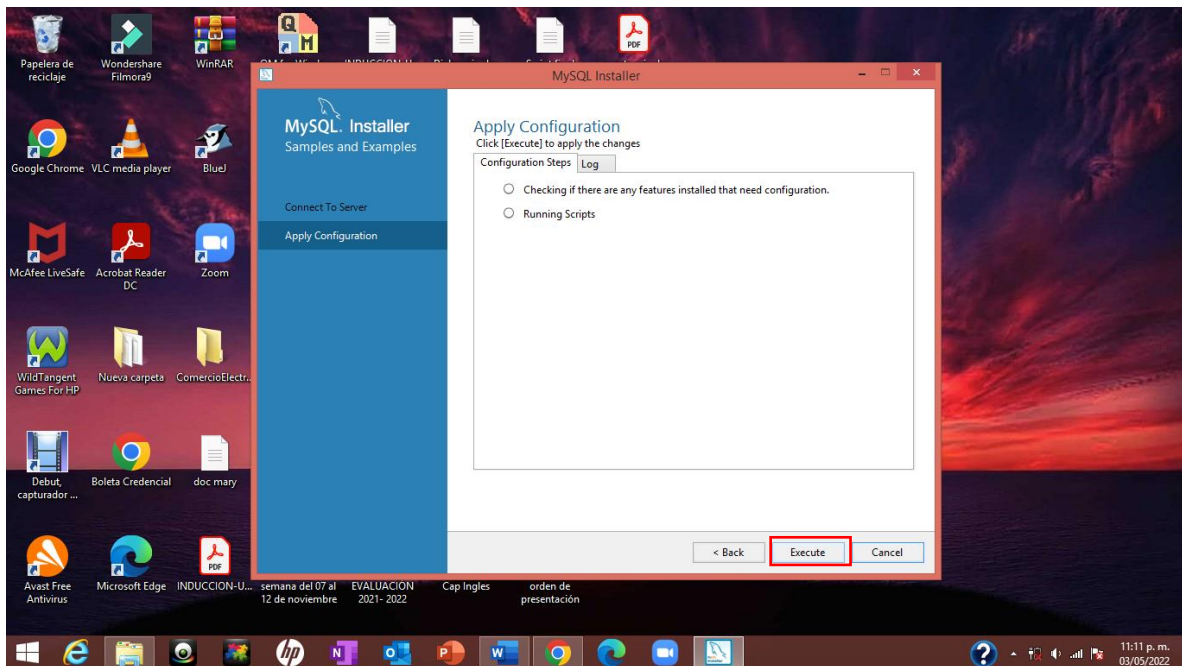 Papelera de
reciclaje
Wondershare
Filmora9
WinRAR
MySQL Installer
MySQL. Installer
Samples and Examples
Connect To Server
Apply Configuration
Apply Configuration
Click [Execute] to apply the changes
Configuration Steps
Log
Checking if there are any features installed that need configuration.
Running Scripts
< Back
Execute
Cancel
Google Chrome
VLC media player
BlueJ
McAfee LiveSafe
Acrobat Reader
DC
Zoom
WildTangent
Games For HP
Nueva carpeta
ComercioElectr...
Debut,
capturador ...
Boleta Credencial
doc mary
PDF
PDF
Avast Free
Antivirus
Microsoft Edge
INDUCCION-U...
semana del 07 al
12 de noviembre
EVALUACIÓN
2021- 2022
Cap Ingles
orden de
presentación
11:11 p. m.
03/05/2022